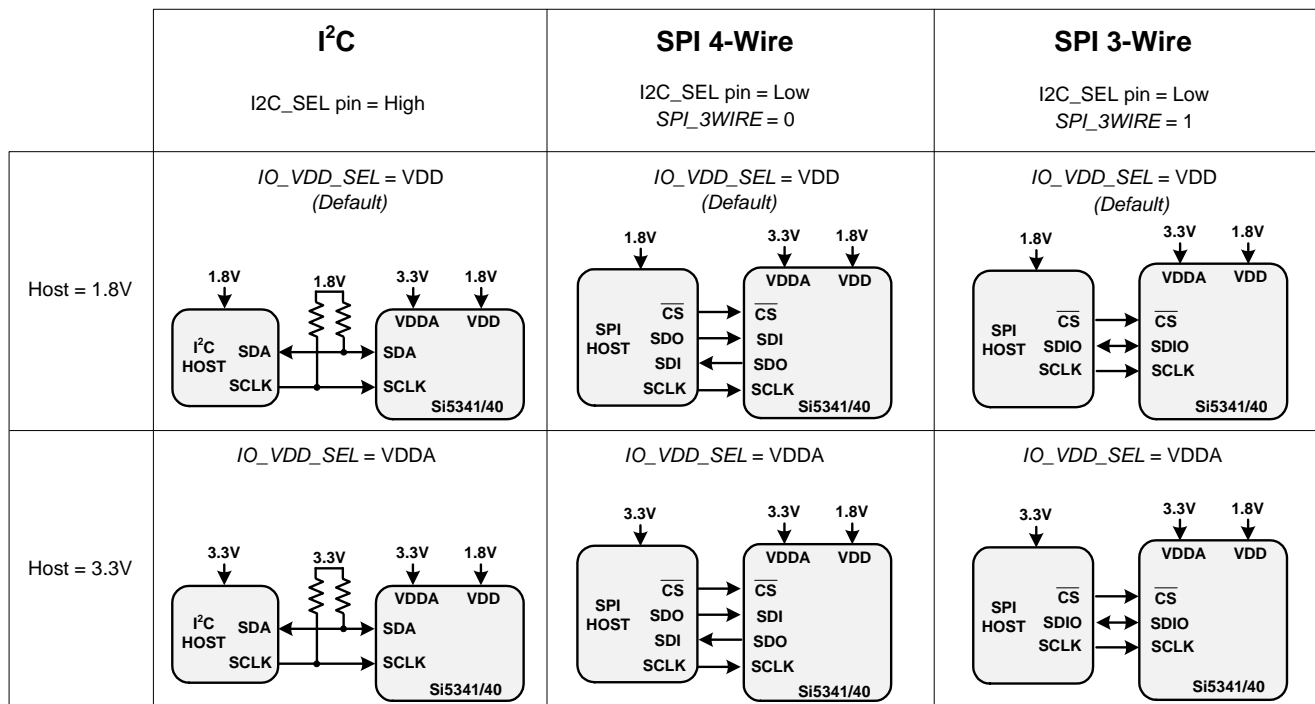 I²C
I2C_SEL pin = High
SPI 4-Wire
I2C_SEL pin = Low
SPI_3WIRE = 0
SPI 3-Wire
I2C_SEL pin = Low
SPI_3WIRE = 1
Host = 1.8V
IO_VDD_SEL = VDD
(Default)
1.8V
1.8V
3.3V
1.8V
VDDA
VDD
I²C
HOST
SDA
SCLK
SDA
SCLK
Si5341/40
IO_VDD_SEL = VDD
(Default)
1.8V
3.3V
1.8V
VDDA
VDD
SPI
HOST
CS
SDO
SDI
SCLK
CS
SDI
SDO
SCLK
Si5341/40
IO_VDD_SEL = VDD
(Default)
1.8V
3.3V
1.8V
VDDA
VDD
SPI
HOST
CS
SDIO
SCLK
CS
SDIO
SCLK
Si5341/40
Host = 3.3V
IO_VDD_SEL = VDDA
3.3V
3.3V
3.3V
1.8V
VDDA
VDD
I²C
HOST
SDA
SCLK
SDA
SCLK
Si5341/40
IO_VDD_SEL = VDDA
3.3V
3.3V
1.8V
VDDA
VDD
SPI
HOST
CS
SDO
SDI
SCLK
CS
SDI
SDO
SCLK
Si5341/40
IO_VDD_SEL = VDDA
3.3V
3.3V
1.8V
VDDA
VDD
SPI
HOST
CS
SDIO
SCLK
CS
SDIO
SCLK
Si5341/40